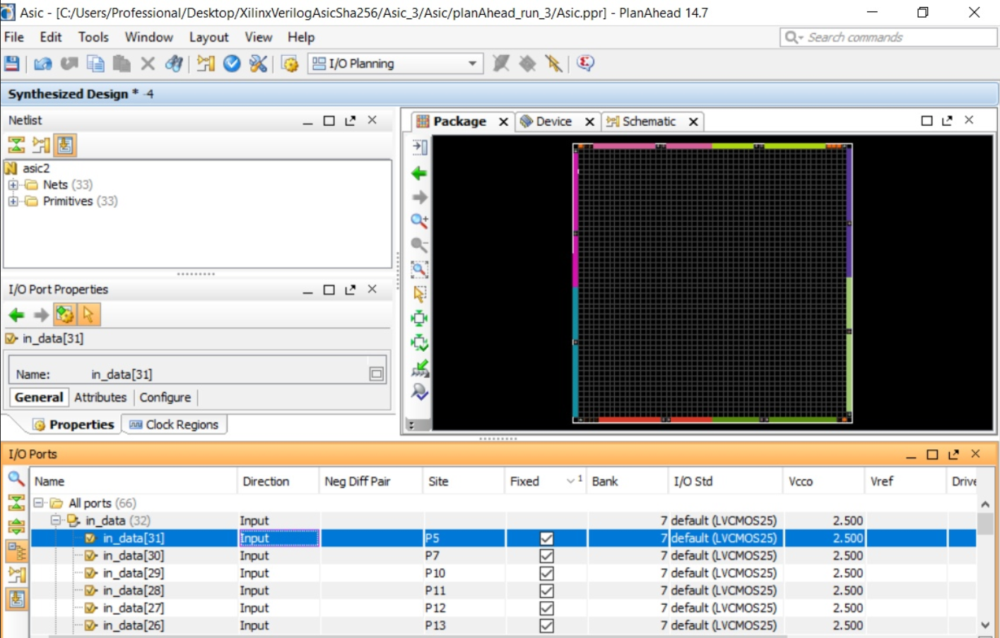 Asic - [C:/Users/Professional/Desktop/XilinxVerilogAsicSha256/Asic_3/Asic/planAhead_run_3/Asic.ppr] - PlanAhead 14.7
File Edit Tools Window Layout View Help
Search commands
I/O Planning
Synthesized Design * -4
Netlist
Package Device Schematic
asic2
Nets (33)
Primitives (33)
I/O Port Properties
in_data[31]
Name: in_data[31]
General Attributes Configure
Properties Clock Regions
I/O Ports
Name Direction Neg Diff Pair Site Fixed 1 Bank I/O Std Vcco Vref Drive
All ports (66)
in_data (32) Input 7 default (LVCMOS25) 2.500
in_data[31] Input P5 7 default (LVCMOS25) 2.500
in_data[30] Input P7 7 default (LVCMOS25) 2.500
in_data[29] Input P10 7 default (LVCMOS25) 2.500
in_data[28] Input P11 7 default (LVCMOS25) 2.500
in_data[27] Input P12 7 default (LVCMOS25) 2.500
in_data[26] Input P13 7 default (LVCMOS25) 2.500